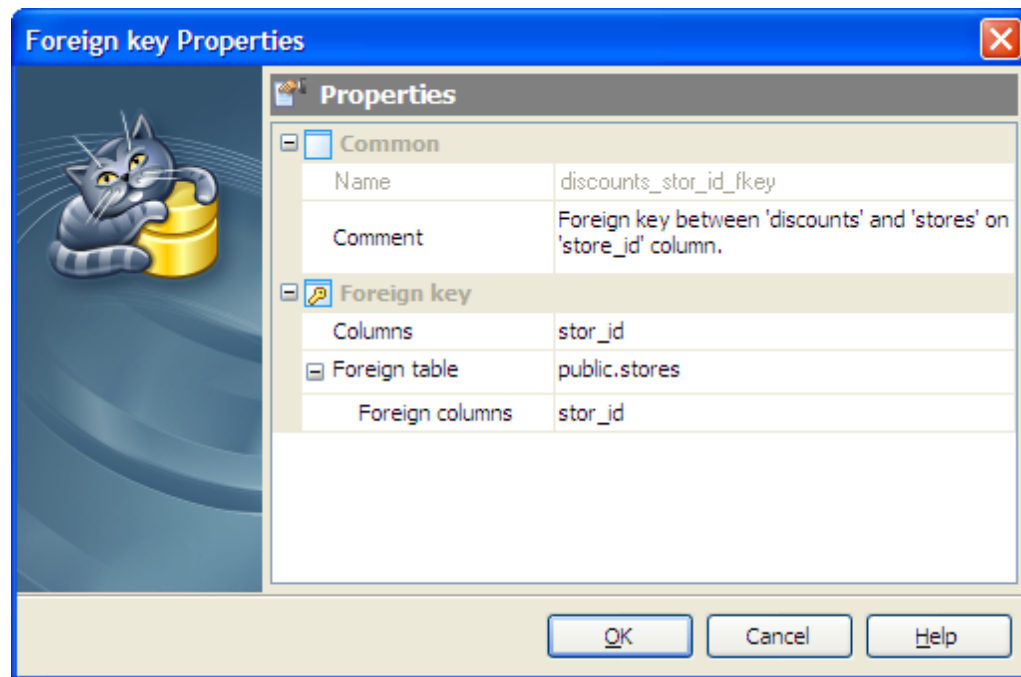 Foreign key Properties
Properties
Common
Name discounts_stor_id_fkey
Comment Foreign key between 'discounts' and 'stores' on
'store_id' column.
Foreign key
Columns stor_id
Foreign table public.stores
Foreign columns stor_id
OK Cancel Help